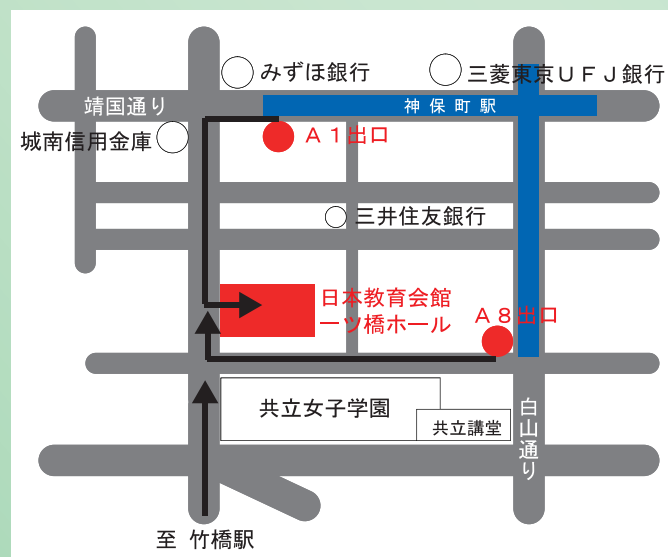 みずほ銀行
三菱東京ＵＦＪ銀行
靖国通り
神保町駅
城南信用金庫
Ａ１出口
三井住友銀行
日本教育会館
一ツ橋ホール
Ａ８出口
共立女子学園
共立講堂
白山通り
至 竹橋駅